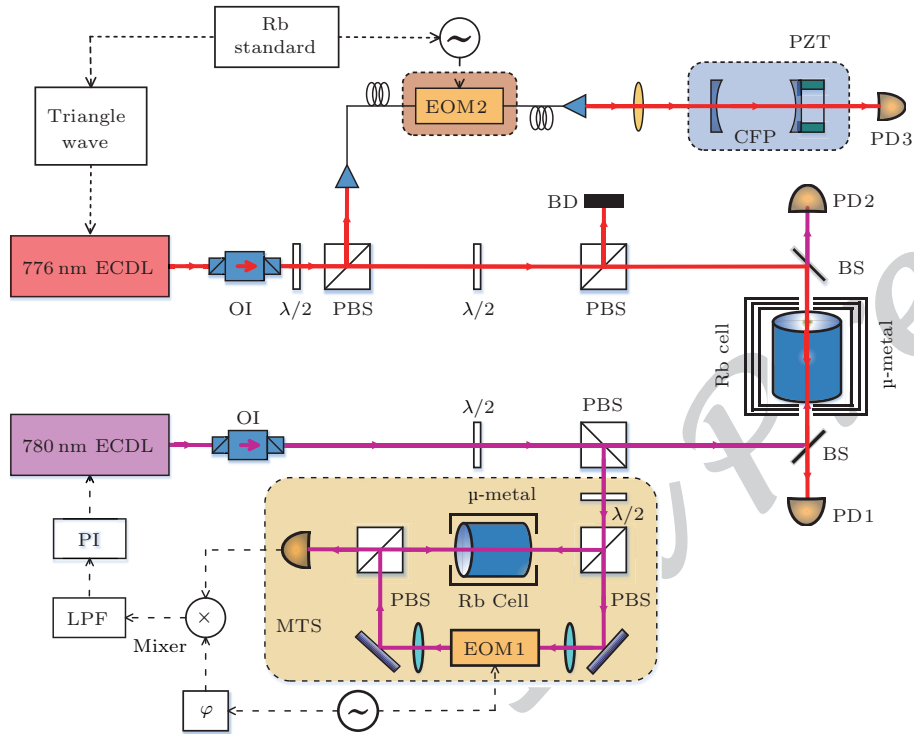 Rb
standard
~
PZT
EOM2
Triangle
wave
CFP
PD3
BD
PD2
776 nm ECDL
OI
λ/2
PBS
λ/2
PBS
BS
Rb cell
μ-metal
780 nm ECDL
OI
λ/2
PBS
BS
PD1
μ-metal
λ/2
PI
PBS
Rb Cell
PBS
LPF
Mixer
×
MTS
EOM1
φ
~